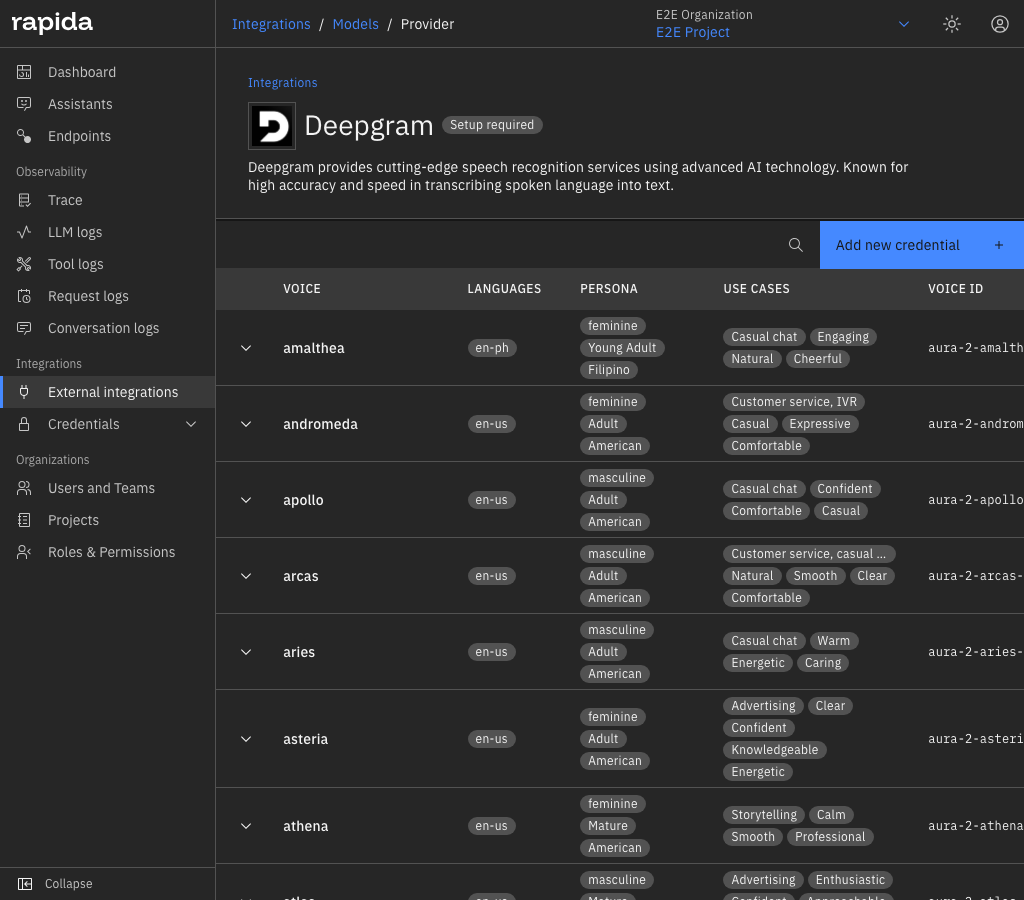 rapida
Integrations / Models / Provider
E2E Organization
E2E Project
Dashboard
Assistants
Endpoints
Observability
Trace
LLM logs
Tool logs
Request logs
Conversation logs
Integrations
External integrations
Credentials
Organizations
Users and Teams
Projects
Roles & Permissions
Collapse
Integrations
Deepgram Setup required
Deepgram provides cutting-edge speech recognition services using advanced AI technology. Known for
high accuracy and speed in transcribing spoken language into text.
Add new credential +
VOICE LANGUAGES PERSONA USE CASES VOICE ID
amalthea en-ph feminine Young Adult Filipino Casual chat Engaging Natural Cheerful aura-2-amalth
andromeda en-us feminine Adult American Customer service, IVR Casual Expressive Comfortable aura-2-androm
apollo en-us masculine Adult American Casual chat Confident Comfortable Casual aura-2-apollo
arcas en-us masculine Adult American Customer service, casual ... Natural Smooth Clear Comfortable aura-2-arcas-
aries en-us masculine Adult American Casual chat Warm Energetic Caring aura-2-aries-
asteria en-us feminine Adult American Advertising Clear Confident Knowledgeable Energetic aura-2-asteri
athena en-us feminine Mature American Storytelling Calm Smooth Professional aura-2-athena
masculine Advertising Enthusiastic